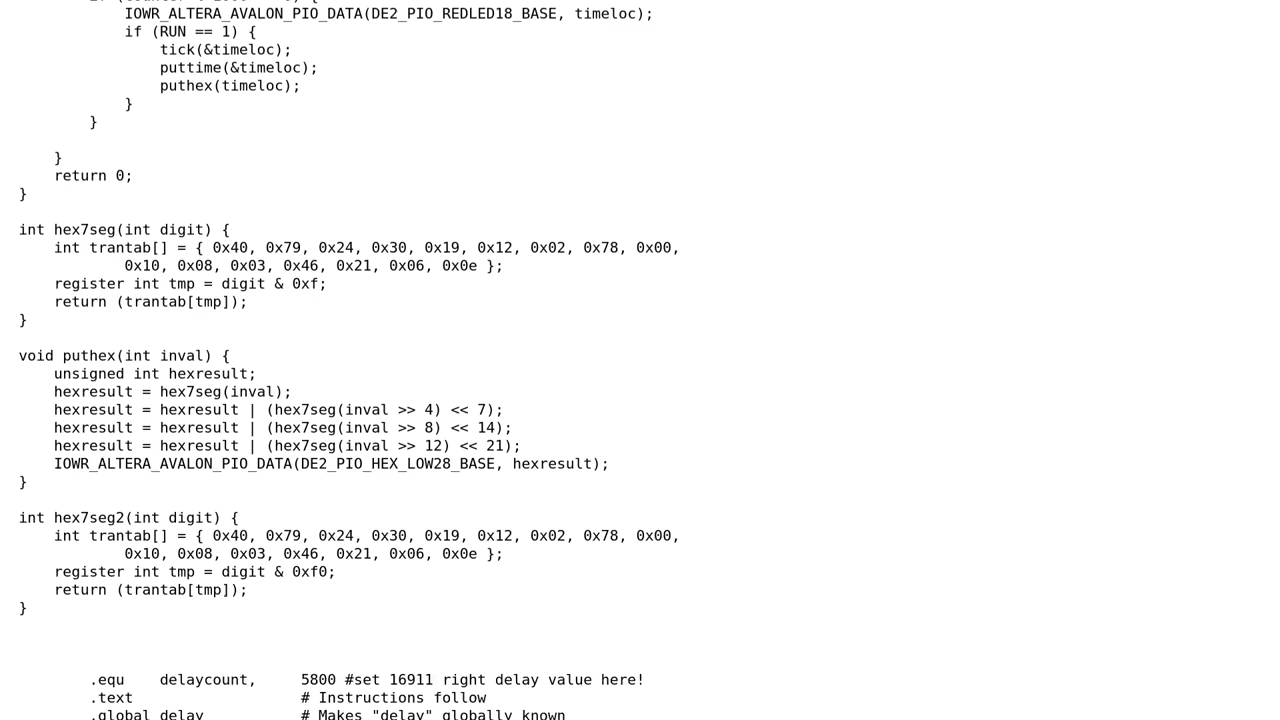 IOWR_ALTERA_AVALON_PIO_DATA(DE2_PIO_REDLED18_BASE, timeloc);
            if (RUN == 1) {
                tick(&timeloc);
                puttime(&timeloc);
                puthex(timeloc);
            }
        }

    }
    return 0;
}

int hex7seg(int digit) {
    int trantab[] = { 0x40, 0x79, 0x24, 0x30, 0x19, 0x12, 0x02, 0x78, 0x00,
            0x10, 0x08, 0x03, 0x46, 0x21, 0x06, 0x0e };
    register int tmp = digit & 0xf;
    return (trantab[tmp]);
}

void puthex(int inval) {
    unsigned int hexresult;
    hexresult = hex7seg(inval);
    hexresult = hexresult | (hex7seg(inval >> 4) << 7);
    hexresult = hexresult | (hex7seg(inval >> 8) << 14);
    hexresult = hexresult | (hex7seg(inval >> 12) << 21);
    IOWR_ALTERA_AVALON_PIO_DATA(DE2_PIO_HEX_LOW28_BASE, hexresult);
}

int hex7seg2(int digit) {
    int trantab[] = { 0x40, 0x79, 0x24, 0x30, 0x19, 0x12, 0x02, 0x78, 0x00,
            0x10, 0x08, 0x03, 0x46, 0x21, 0x06, 0x0e };
    register int tmp = digit & 0xf0;
    return (trantab[tmp]);
}

        .equ    delaycount,     5800 #set 16911 right delay value here!
        .text                   # Instructions follow
        .global delay           # Makes "delay" globally known